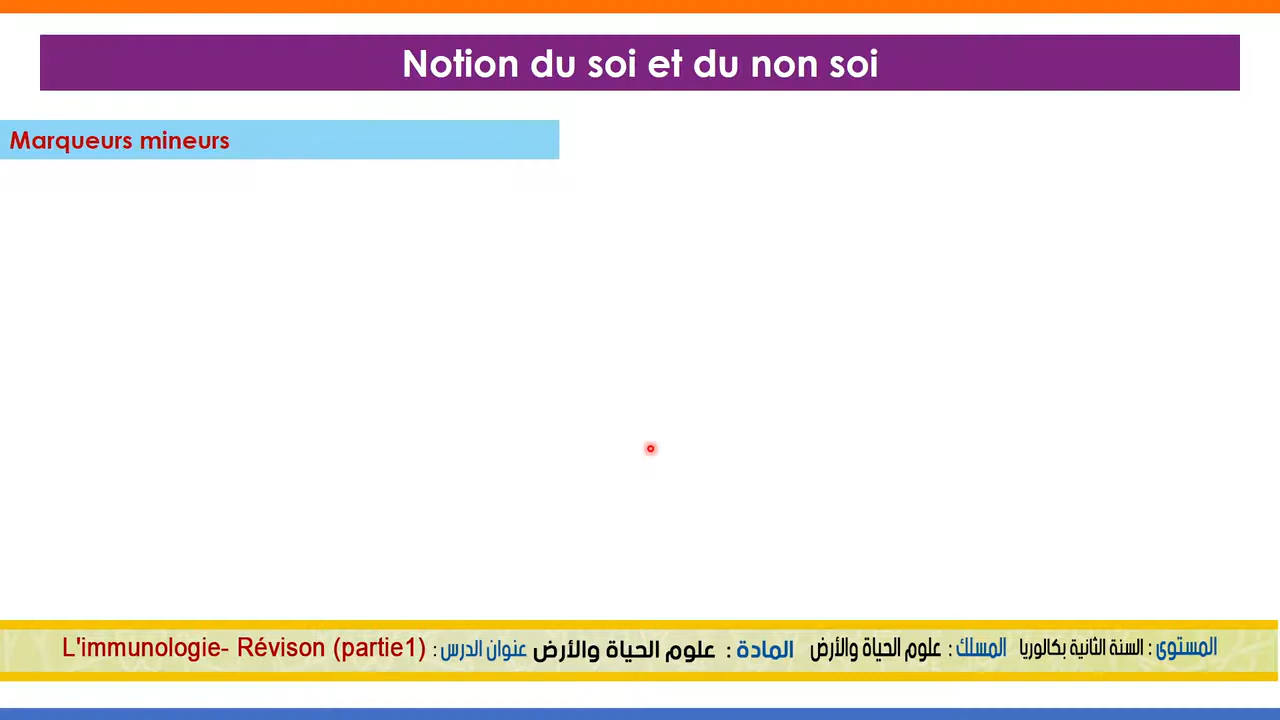 Notion du soi et du non soi
Marqueurs mineurs
المستوى : السنة الثانية بكالوريا المسلك : علوم الحياة والأرض المادة : علوم الحياة والأرض عنوان الدرس : L'immunologie- Révison (partie1)